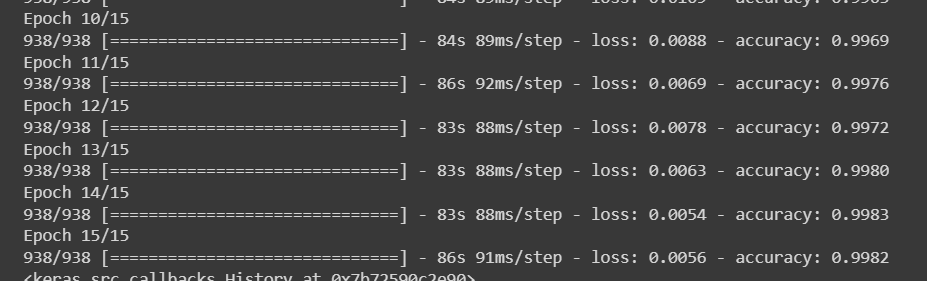 938/938 [==============================] - 84s 89ms/step - loss: 0.0109 - accuracy: 0.9965
Epoch 10/15
938/938 [==============================] - 84s 89ms/step - loss: 0.0088 - accuracy: 0.9969
Epoch 11/15
938/938 [==============================] - 86s 92ms/step - loss: 0.0069 - accuracy: 0.9976
Epoch 12/15
938/938 [==============================] - 83s 88ms/step - loss: 0.0078 - accuracy: 0.9972
Epoch 13/15
938/938 [==============================] - 83s 88ms/step - loss: 0.0063 - accuracy: 0.9980
Epoch 14/15
938/938 [==============================] - 83s 88ms/step - loss: 0.0054 - accuracy: 0.9983
Epoch 15/15
938/938 [==============================] - 86s 91ms/step - loss: 0.0056 - accuracy: 0.9982
<keras.src.callbacks.History at 0x7b72590c2e90>